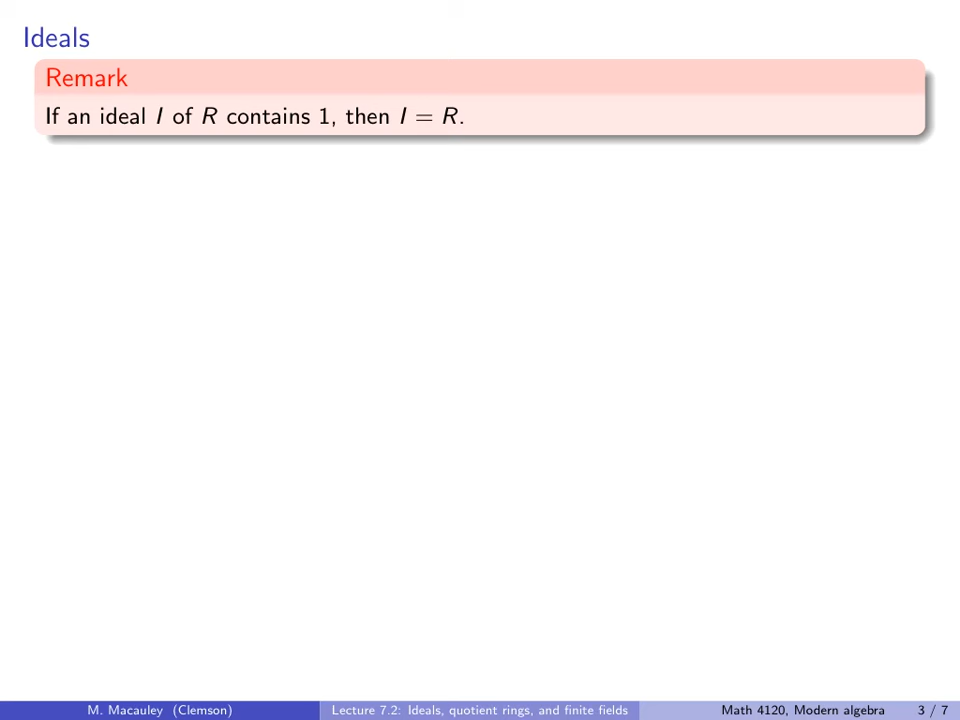 Ideals
Remark
If an ideal I of R contains 1, then I = R.
M. Macauley (Clemson)
Lecture 7.2: Ideals, quotient rings, and finite fields
Math 4120, Modern algebra
3 / 7